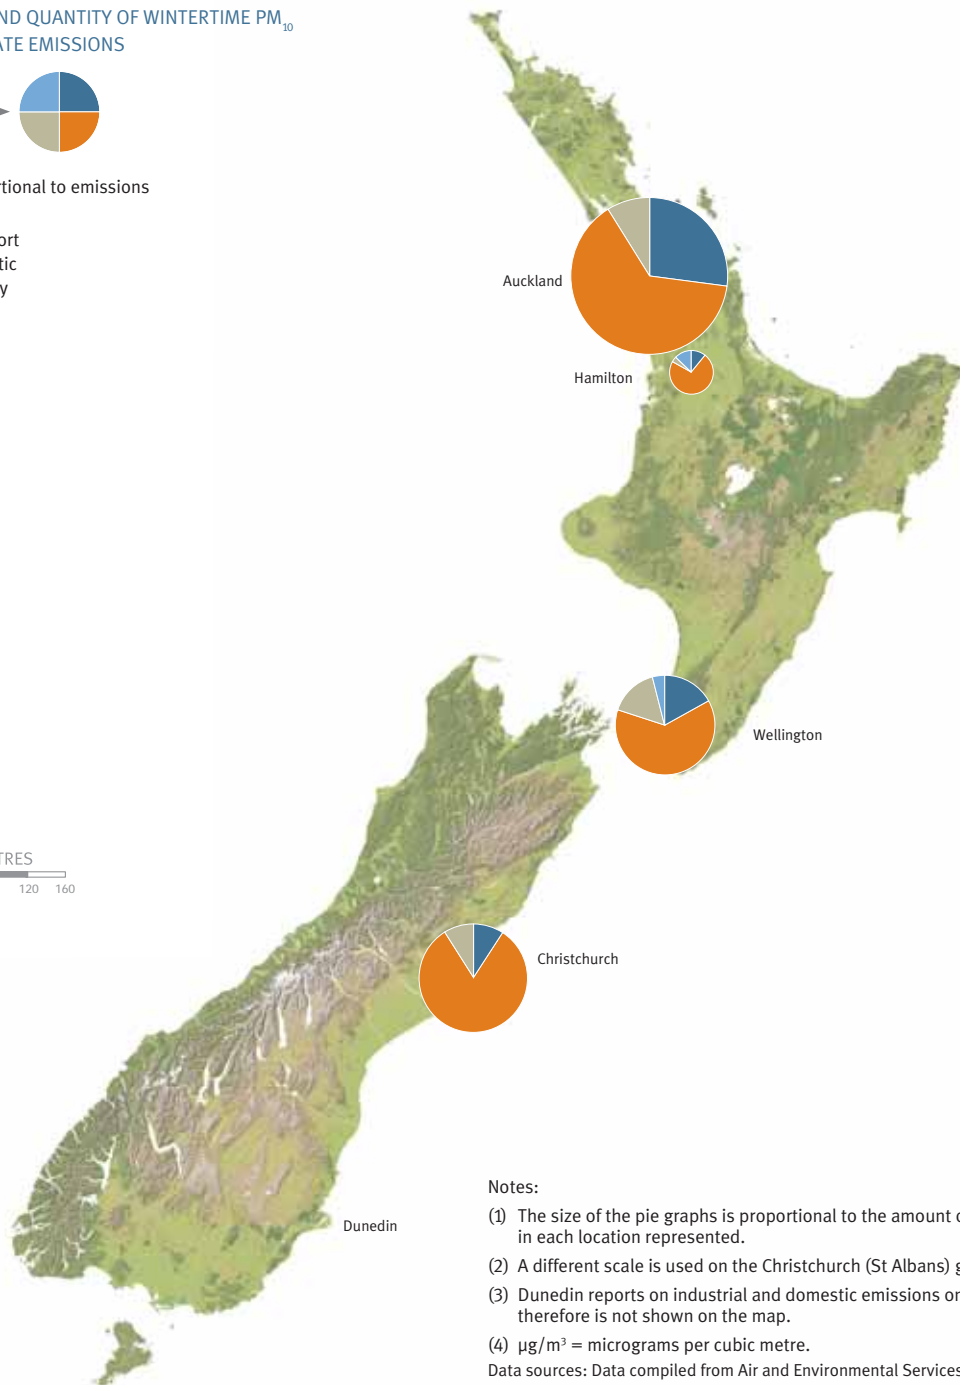 ND QUANTITY OF WINTERTIME PM10
ATE EMISSIONS
rtional to emissions
ort
tic
y
Auckland
Hamilton
Wellington
TRES
120 160
Christchurch
Dunedin
Notes:
(1) The size of the pie graphs is proportional to the amount o
in each location represented.
(2) A different scale is used on the Christchurch (St Albans) g
(3) Dunedin reports on industrial and domestic emissions on
therefore is not shown on the map.
(4) µg/m³ = micrograms per cubic metre.
Data sources: Data compiled from Air and Environmental Services